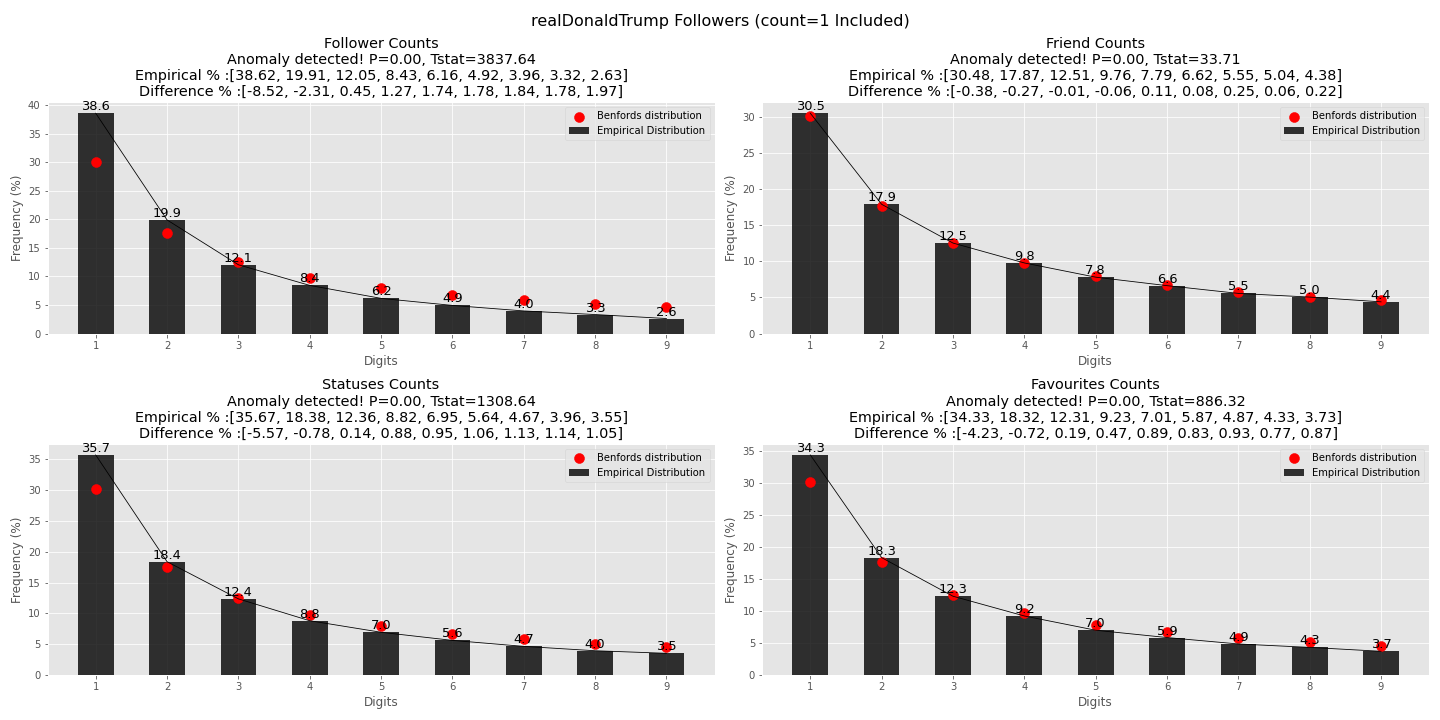 realDonaldTrump Followers (count=1 Included)
Follower Counts
Anomaly detected! P=0.00, Tstat=3837.64
Empirical % :[38.62, 19.91, 12.05, 8.43, 6.16, 4.92, 3.96, 3.32, 2.63]
Difference % :[-8.52, -2.31, 0.45, 1.27, 1.74, 1.78, 1.84, 1.78, 1.97]
Benfords distribution
Empirical Distribution
Frequency (%)
40
35
30
25
20
15
10
5
0
38.6
19.9
12.1
8.4
6.2
4.9
4.0
3.3
2.6
1 2 3 4 5 6 7 8 9
Digits
Friend Counts
Anomaly detected! P=0.00, Tstat=33.71
Empirical % :[30.48, 17.87, 12.51, 9.76, 7.79, 6.62, 5.55, 5.04, 4.38]
Difference % :[-0.38, -0.27, -0.01, -0.06, 0.11, 0.08, 0.25, 0.06, 0.22]
Benfords distribution
Empirical Distribution
Frequency (%)
30
25
20
15
10
5
0
30.5
17.9
12.5
9.8
7.8
6.6
5.5
5.0
4.4
1 2 3 4 5 6 7 8 9
Digits
Statuses Counts
Anomaly detected! P=0.00, Tstat=1308.64
Empirical % :[35.67, 18.38, 12.36, 8.82, 6.95, 5.64, 4.67, 3.96, 3.55]
Difference % :[-5.57, -0.78, 0.14, 0.88, 0.95, 1.06, 1.13, 1.14, 1.05]
Benfords distribution
Empirical Distribution
Frequency (%)
35
30
25
20
15
10
5
0
35.7
18.4
12.4
8.8
7.0
5.6
4.7
4.0
3.5
1 2 3 4 5 6 7 8 9
Digits
Favourites Counts
Anomaly detected! P=0.00, Tstat=886.32
Empirical % :[34.33, 18.32, 12.31, 9.23, 7.01, 5.87, 4.87, 4.33, 3.73]
Difference % :[-4.23, -0.72, 0.19, 0.47, 0.89, 0.83, 0.93, 0.77, 0.87]
Benfords distribution
Empirical Distribution
Frequency (%)
35
30
25
20
15
10
5
0
34.3
18.3
12.3
9.2
7.0
5.9
4.9
4.3
3.7
1 2 3 4 5 6 7 8 9
Digits